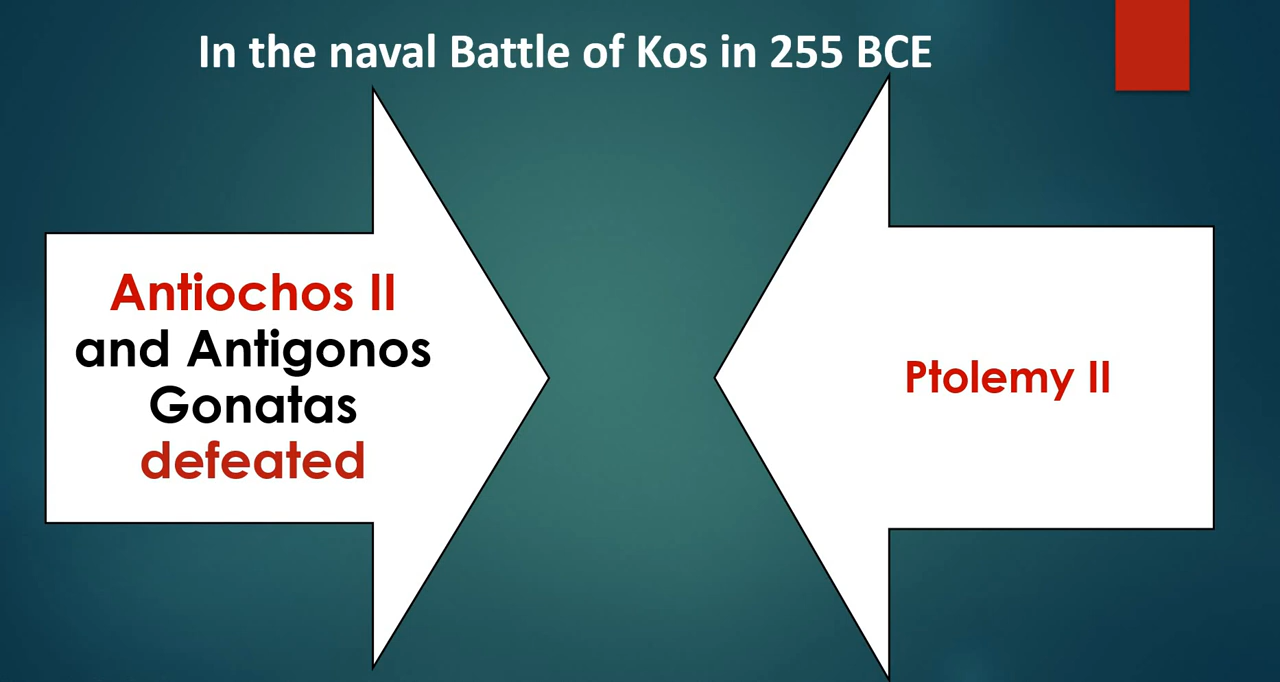 In the naval Battle of Kos in 255 BCE
Antiochos II
and Antigonos
Gonatas
defeated
Ptolemy II